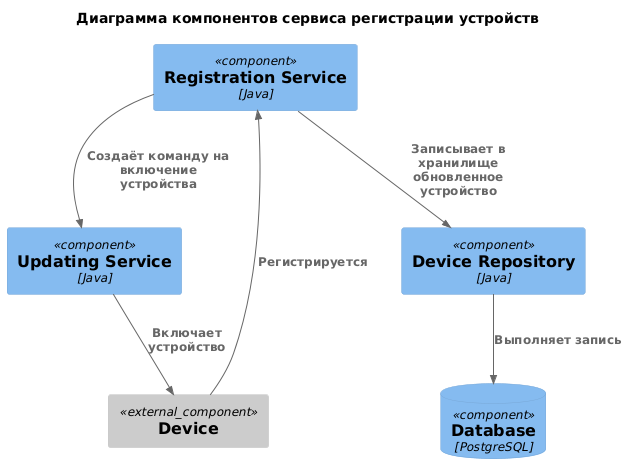 Диаграмма компонентов сервиса регистрации устройств
«component»
Registration Service
[Java]
Создаёт команду на
включение
устройства
Записывает в
хранилище
обновленное
устройство
«component»
Updating Service
[Java]
Регистрируется
«component»
Device Repository
[Java]
Включает
устройство
Выполняет запись
«external_component»
Device
«component»
Database
[PostgreSQL]